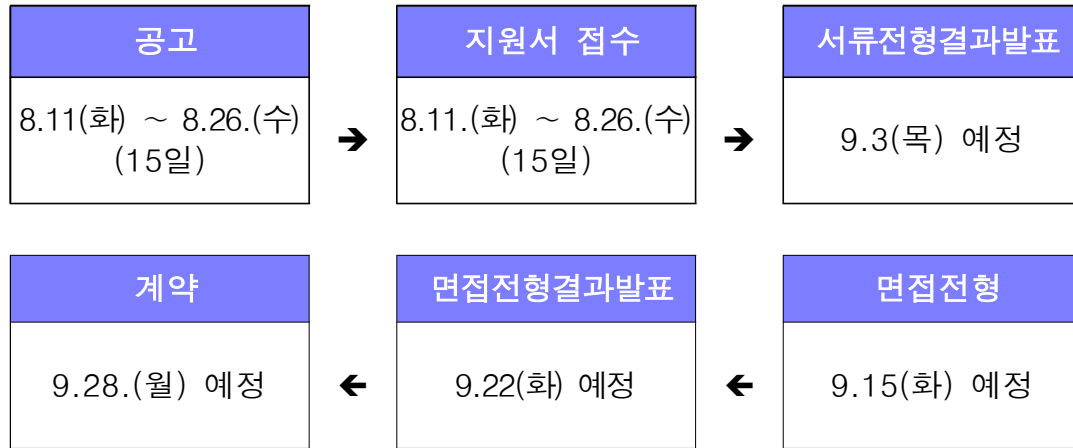 공고
8.11(화) ~ 8.26.(수)
(15일)
➔
지원서 접수
8.11.(화) ~ 8.26.(수)
(15일)
➔
서류전형결과발표
9.3(목) 예정
계약
9.28.(월) 예정
🡸
면접전형결과발표
9.22(화) 예정
🡸
면접전형
9.15(화) 예정